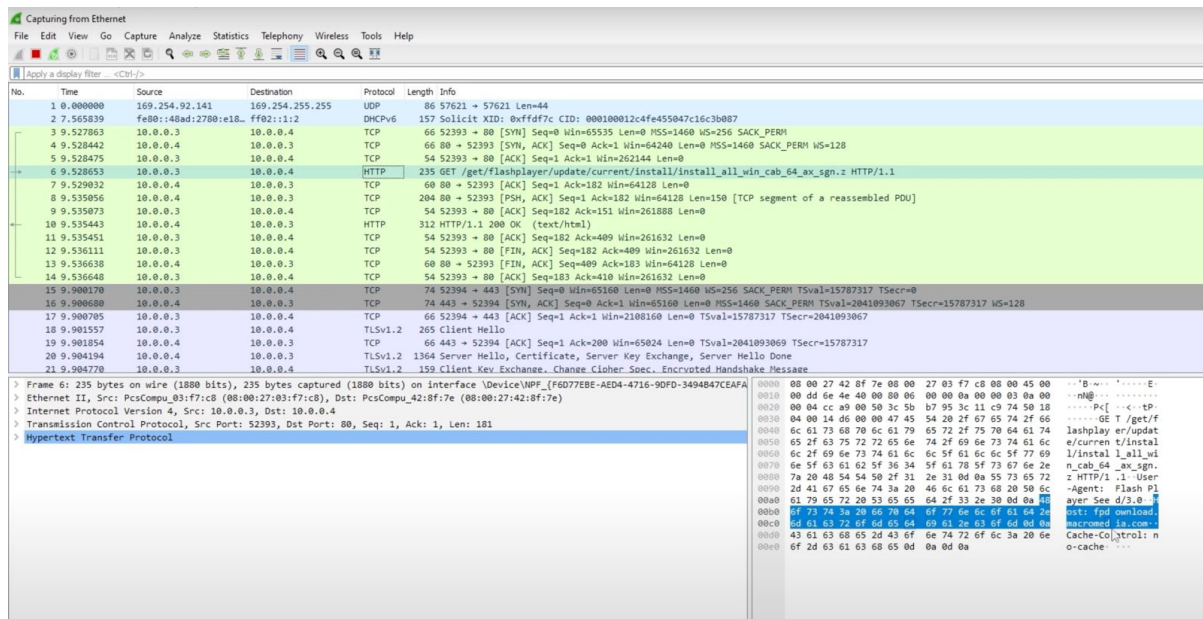 Capturing from Ethernet
File Edit View Go Capture Analyze Statistics Telephony Wireless Tools Help
Apply a display filter ... <Ctrl-/>
No. Time Source Destination Protocol Length Info
1 0.000000 169.254.92.141 169.254.255.255 UDP 86 57621 → 57621 Len=44
2 7.565839 fe80::48ad:2780:e18… ff02::1:2 DHCPv6 157 Solicit XID: 0xffdf7c CID: 000100012c4fe455047c16c3b087
3 9.527863 10.0.0.3 10.0.0.4 TCP 66 52393 → 80 [SYN] Seq=0 Win=65535 Len=0 MSS=1460 WS=256 SACK_PERM
4 9.528442 10.0.0.4 10.0.0.3 TCP 66 80 → 52393 [SYN, ACK] Seq=0 Ack=1 Win=64240 Len=0 MSS=1460 SACK_PERM WS=128
5 9.528475 10.0.0.3 10.0.0.4 TCP 54 52393 → 80 [ACK] Seq=1 Ack=1 Win=262144 Len=0
6 9.528653 10.0.0.3 10.0.0.4 HTTP 235 GET /get/flashplayer/update/current/install/install_all_win_cab_64_ax_sgn.z HTTP/1.1
7 9.529032 10.0.0.4 10.0.0.3 TCP 60 80 → 52393 [ACK] Seq=1 Ack=182 Win=64128 Len=0
8 9.535056 10.0.0.4 10.0.0.3 TCP 204 80 → 52393 [PSH, ACK] Seq=1 Ack=182 Win=64128 Len=150 [TCP segment of a reassembled PDU]
9 9.535073 10.0.0.3 10.0.0.4 TCP 54 52393 → 80 [ACK] Seq=182 Ack=151 Win=261888 Len=0
10 9.535443 10.0.0.4 10.0.0.3 HTTP 312 HTTP/1.1 200 OK (text/html)
11 9.535451 10.0.0.3 10.0.0.4 TCP 54 52393 → 80 [ACK] Seq=182 Ack=409 Win=261632 Len=0
12 9.536111 10.0.0.3 10.0.0.4 TCP 54 52393 → 80 [FIN, ACK] Seq=182 Ack=409 Win=261632 Len=0
13 9.536638 10.0.0.4 10.0.0.3 TCP 60 80 → 52393 [FIN, ACK] Seq=409 Ack=183 Win=64128 Len=0
14 9.536648 10.0.0.3 10.0.0.4 TCP 54 52393 → 80 [ACK] Seq=183 Ack=410 Win=261632 Len=0
15 9.900170 10.0.0.3 10.0.0.4 TCP 74 52394 → 443 [SYN] Seq=0 Win=65160 Len=0 MSS=1460 WS=256 SACK_PERM TSval=15787317 TSecr=0
16 9.900680 10.0.0.4 10.0.0.3 TCP 74 443 → 52394 [SYN, ACK] Seq=0 Ack=1 Win=65160 Len=0 MSS=1460 SACK_PERM TSval=2041093067 TSecr=15787317 WS=128
17 9.900705 10.0.0.3 10.0.0.4 TCP 66 52394 → 443 [ACK] Seq=1 Ack=1 Win=2108160 Len=0 TSval=15787317 TSecr=2041093067
18 9.901557 10.0.0.3 10.0.0.4 TLSv1.2 265 Client Hello
19 9.901854 10.0.0.4 10.0.0.3 TCP 66 443 → 52394 [ACK] Seq=1 Ack=200 Win=65024 Len=0 TSval=2041093069 TSecr=15787317
20 9.904194 10.0.0.4 10.0.0.3 TLSv1.2 1364 Server Hello, Certificate, Server Key Exchange, Server Hello Done
21 9.904770 10.0.0.3 10.0.0.4 TLSv1.2 159 Client Key Exchange, Change Cipher Spec, Encrypted Handshake Message
Frame 6: 235 bytes on wire (1880 bits), 235 bytes captured (1880 bits) on interface \Device\NPF_{F6D77EBE-AED4-4716-9DFD-3494B47CEAFA
Ethernet II, Src: PcsCompu_03:f7:c8 (08:00:27:03:f7:c8), Dst: PcsCompu_42:8f:7e (08:00:27:42:8f:7e)
Internet Protocol Version 4, Src: 10.0.0.3, Dst: 10.0.0.4
Transmission Control Protocol, Src Port: 52393, Dst Port: 80, Seq: 1, Ack: 1, Len: 181
Hypertext Transfer Protocol
0000 08 00 27 42 8f 7e 08 00 27 03 f7 c8 08 00 45 00 ··'B·~·· '·····E·
0010 00 dd 6e 4e 40 00 80 06 00 00 0a 00 00 03 0a 00 ··nN@··· ········
0020 00 04 cc a9 00 50 3c 5b b7 95 3c 11 c9 74 50 18 ·····P<[ ··<··tP·
0030 04 00 14 d6 00 00 47 45 54 20 2f 67 65 74 2f 66 ······GE T /get/f
0040 6c 61 73 68 70 6c 61 79 65 72 2f 75 70 64 61 74 lashplay er/updat
0050 65 2f 63 75 72 72 65 6e 74 2f 69 6e 73 74 61 6c e/curren t/instal
0060 6c 2f 69 6e 73 74 61 6c 6c 5f 61 6c 6c 5f 77 69 l/instal l_all_wi
0070 6e 5f 63 61 62 5f 36 34 5f 61 78 5f 73 67 6e 2e n_cab_64 _ax_sgn.
0080 7a 20 48 54 54 50 2f 31 2e 31 0d 0a 55 73 65 72 z HTTP/1 .1··User
0090 2d 41 67 65 6e 74 3a 20 46 6c 61 73 68 20 50 6c -Agent: Flash Pl
00a0 61 79 65 72 20 53 65 65 64 2f 33 2e 30 0d 0a 48 ayer See d/3.0··H
00b0 6f 73 74 3a 20 66 70 64 6f 77 6e 6c 6f 61 64 2e ost: fpd ownload.
00c0 6d 61 63 72 6f 6d 65 64 69 61 2e 63 6f 6d 0d 0a macromed ia.com··
00d0 43 61 63 68 65 2d 43 6f 6e 74 72 6f 6c 3a 20 6e Cache-Co ntrol: n
00e0 6f 2d 63 61 63 68 65 0d 0a 0d 0a o-cache· ···